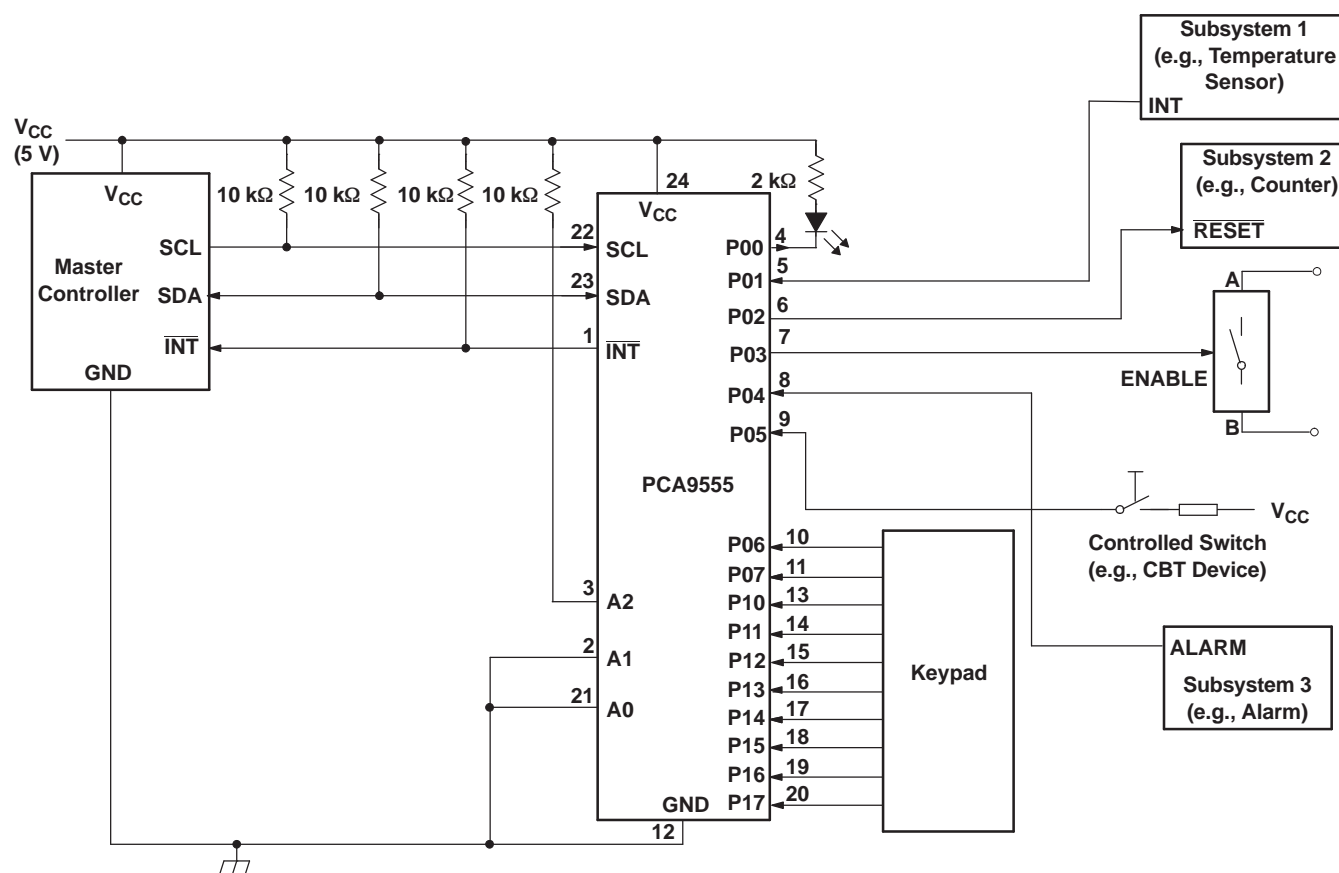 Subsystem 1
(e.g., Temperature
Sensor)
INT
VCC
(5 V)
Subsystem 2
(e.g., Counter)
RESET
VCC
10 kΩ
10 kΩ
10 kΩ
10 kΩ
24
VCC
2 kΩ
Master
Controller
SCL
SDA
INT
GND
22
SCL
23
SDA
1
INT
P00
4
P01
5
P02
6
P03
7
P04
8
P05
9
A
ENABLE
B
PCA9555
VCC
Controlled Switch
(e.g., CBT Device)
P06
10
P07
11
P10
13
P11
14
P12
15
P13
16
P14
17
P15
18
P16
19
P17
20
Keypad
3
A2
2
A1
21
A0
ALARM
Subsystem 3
(e.g., Alarm)
GND
12